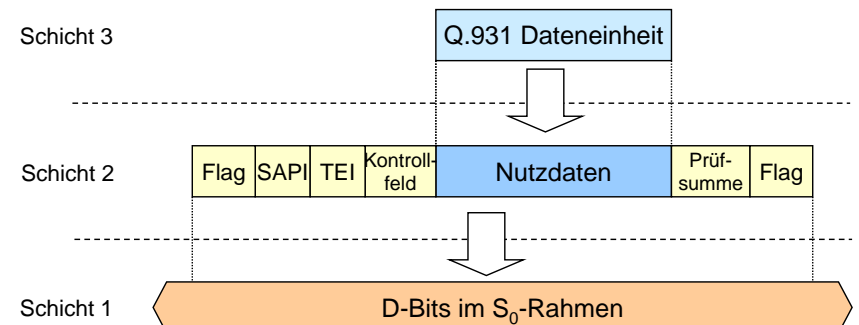 Schicht 3
Q.931 Dateneinheit
Schicht 2
Flag
SAPI
TEI
Kontroll-
feld
Nutzdaten
Prüf-
summe
Flag
Schicht 1
D-Bits im S₀-Rahmen